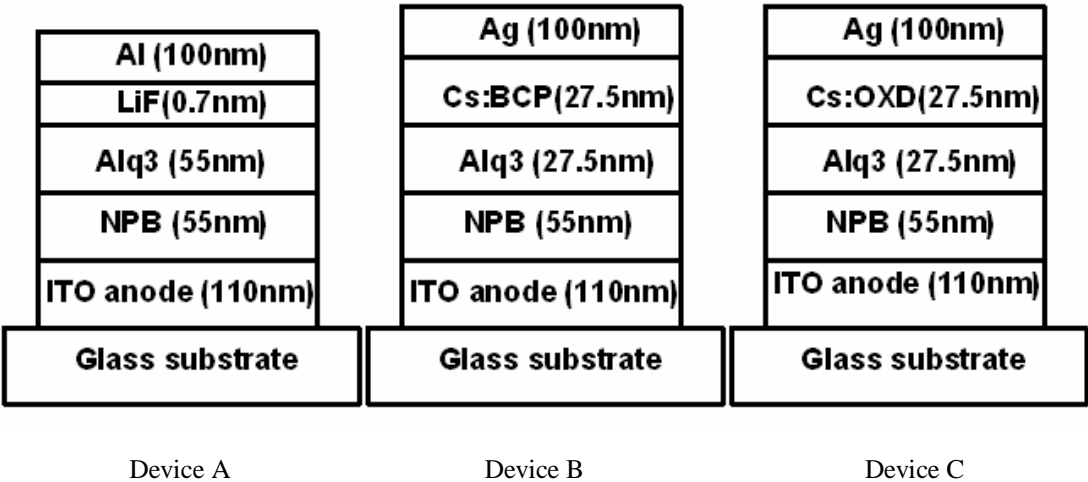 Al (100nm)
LiF(0.7nm)
Alq3 (55nm)
NPB (55nm)
ITO anode (110nm)
Glass substrate
Device A
Ag (100nm)
Cs:BCP(27.5nm)
Alq3 (27.5nm)
NPB (55nm)
ITO anode (110nm)
Glass substrate
Device B
Ag (100nm)
Cs:OXD(27.5nm)
Alq3 (27.5nm)
NPB (55nm)
ITO anode (110nm)
Glass substrate
Device C